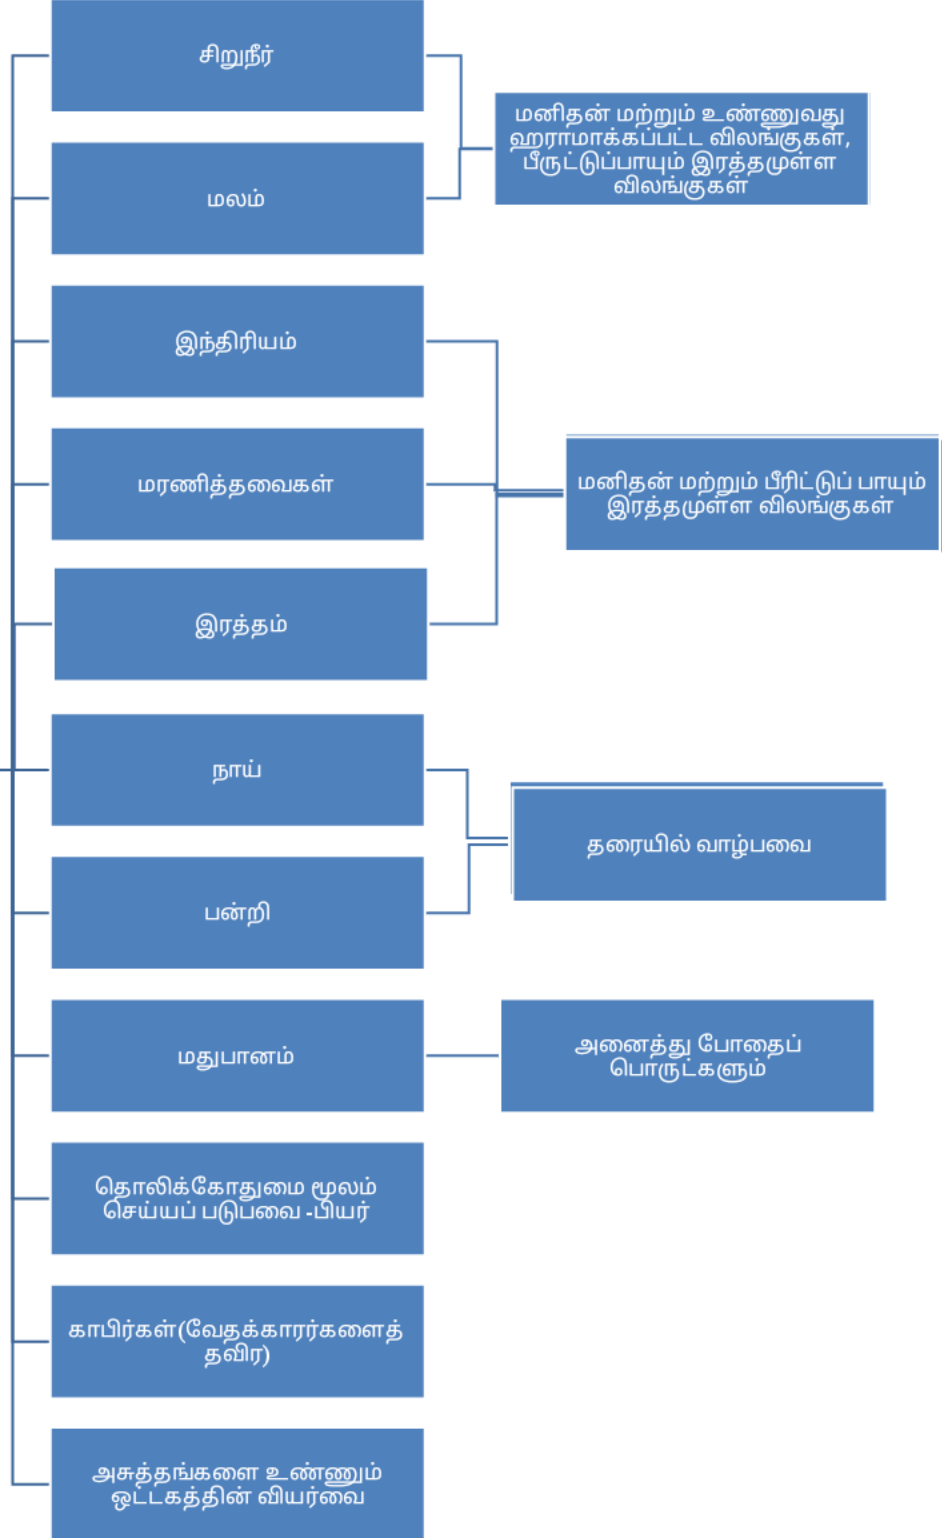 சிறுநீர்
மலம்
மனிதன் மற்றும் உண்ணுவது
ஹராமாக்கப்பட்ட விலங்குகள்,
பீருட்டுப்பாயும் இரத்தமுள்ள
விலங்குகள்
இந்திரியம்
மரணித்தவைகள்
இரத்தம்
மனிதன் மற்றும் பீரிட்டுப் பாயும்
இரத்தமுள்ள விலங்குகள்
நாய்
பன்றி
தரையில் வாழ்பவை
மதுபானம்
அனைத்து போதைப்
பொருட்களும்
தொலிக்கோதுமை மூலம்
செய்யப் படுபவை -பியர்
காபிர்கள்(வேதக்காரர்களைத்
தவிர)
அசுத்தங்களை உண்ணும்
ஒட்டகத்தின் வியர்வை